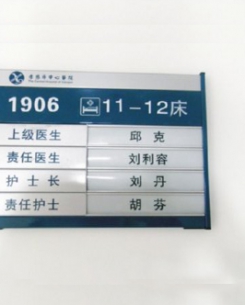 1906 11-12床
上级医生 邱 克
责任医生 刘利容
护 士 长 刘 丹
责任护士 胡 芬